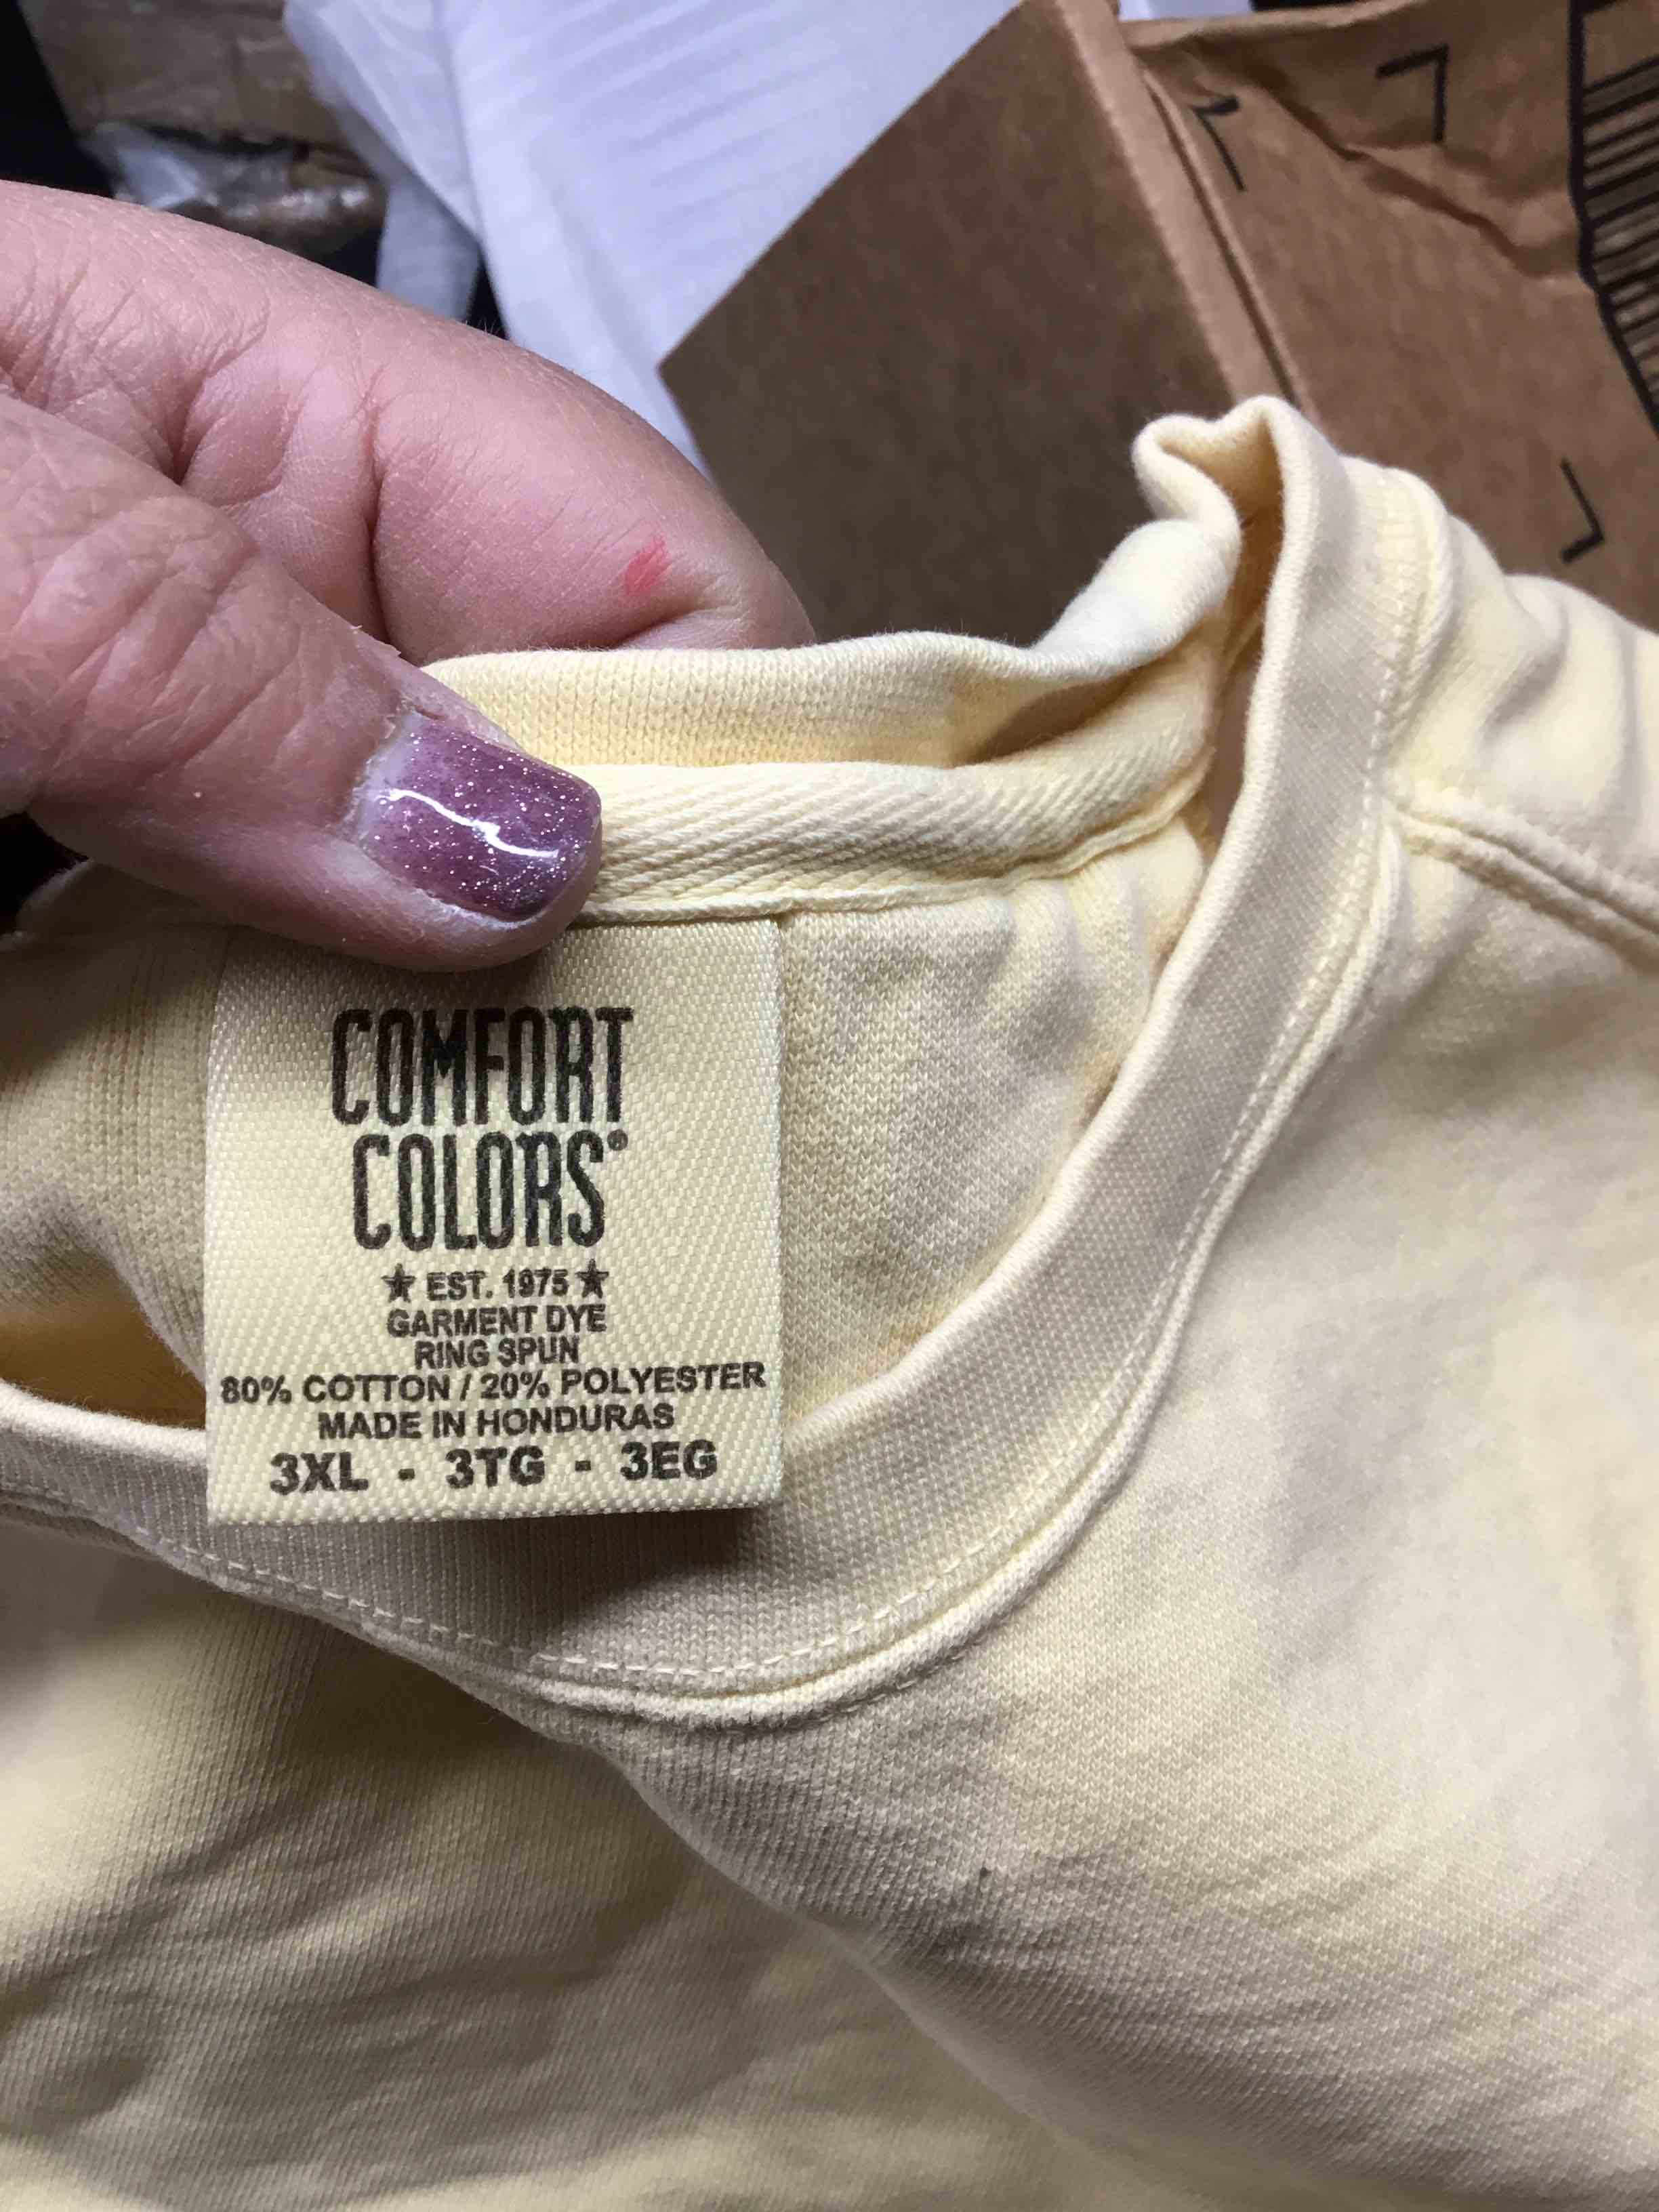 COMFORT
COLORS®
★ EST. 1975 ★
GARMENT DYE
RING SPUN
80% COTTON / 20% POLYESTER
MADE IN HONDURAS
3XL - 3TG - 3EG